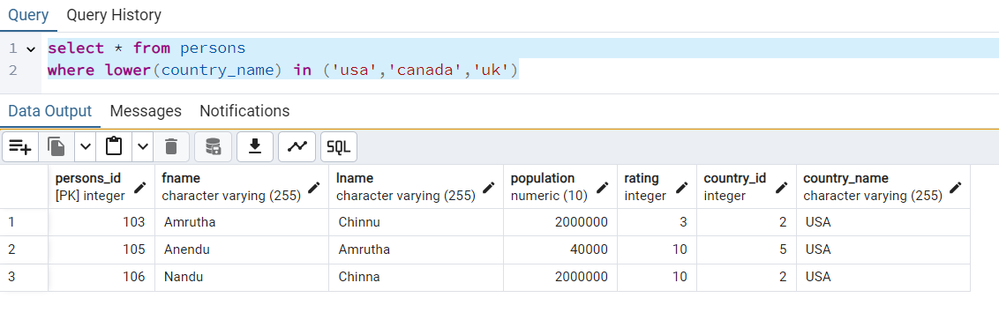 Query Query History
1 select * from persons
2 where lower(country_name) in ('usa','canada','uk')
Data Output Messages Notifications
SQL
persons_id fname lname population rating country_id country_name
[PK] integer character varying (255) character varying (255) numeric (10) integer integer character varying (255)
1 103 Amrutha Chinnu 2000000 3 2 USA
2 105 Anendu Amrutha 40000 10 5 USA
3 106 Nandu Chinna 2000000 10 2 USA